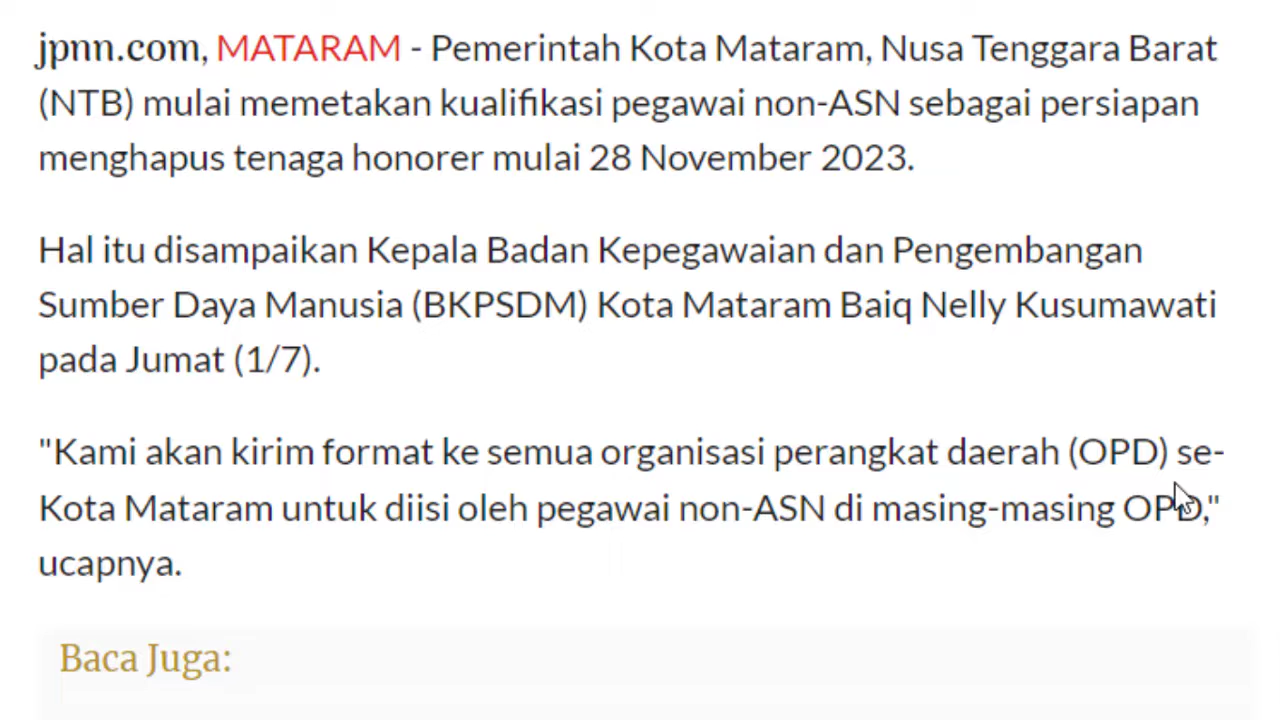 jpnn.com, MATARAM - Pemerintah Kota Mataram, Nusa Tenggara Barat
(NTB) mulai memetakan kualifikasi pegawai non-ASN sebagai persiapan
menghapus tenaga honorer mulai 28 November 2023.
Hal itu disampaikan Kepala Badan Kepegawaian dan Pengembangan
Sumber Daya Manusia (BKPSDM) Kota Mataram Baiq Nelly Kusumawati
pada Jumat (1/7).
"Kami akan kirim format ke semua organisasi perangkat daerah (OPD) se-
Kota Mataram untuk diisi oleh pegawai non-ASN di masing-masing OPD,"
ucapnya.
Baca Juga: